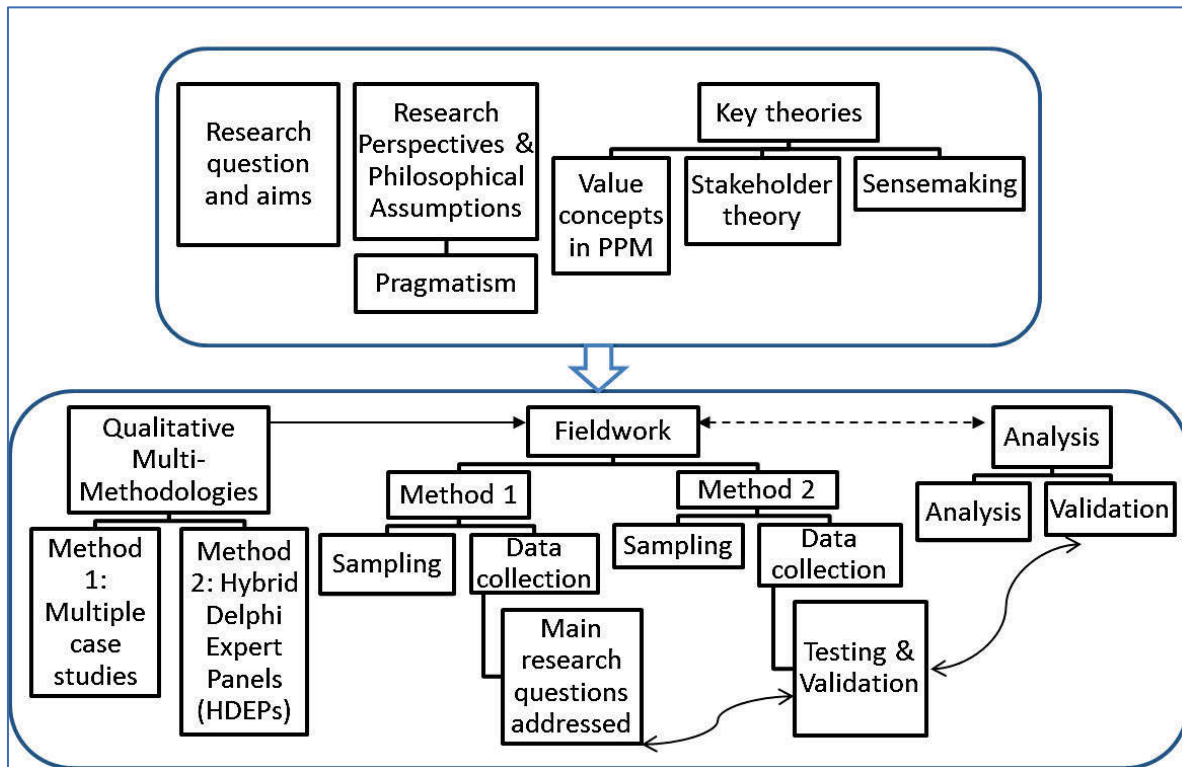 Research
question
and aims
Research
Perspectives &
Philosophical
Assumptions
Pragmatism
Key theories
Value
concepts
in PPM
Stakeholder
theory
Sensemaking
Qualitative
Multi-
Methodologies
Method
1:
Multiple
case
studies
Method
2: Hybrid
Delphi
Expert
Panels
(HDEPs)
Fieldwork
Method 1
Sampling
Data
collection
Main
research
questions
addressed
Method 2
Sampling
Data
collection
Testing &
Validation
Analysis
Analysis
Validation